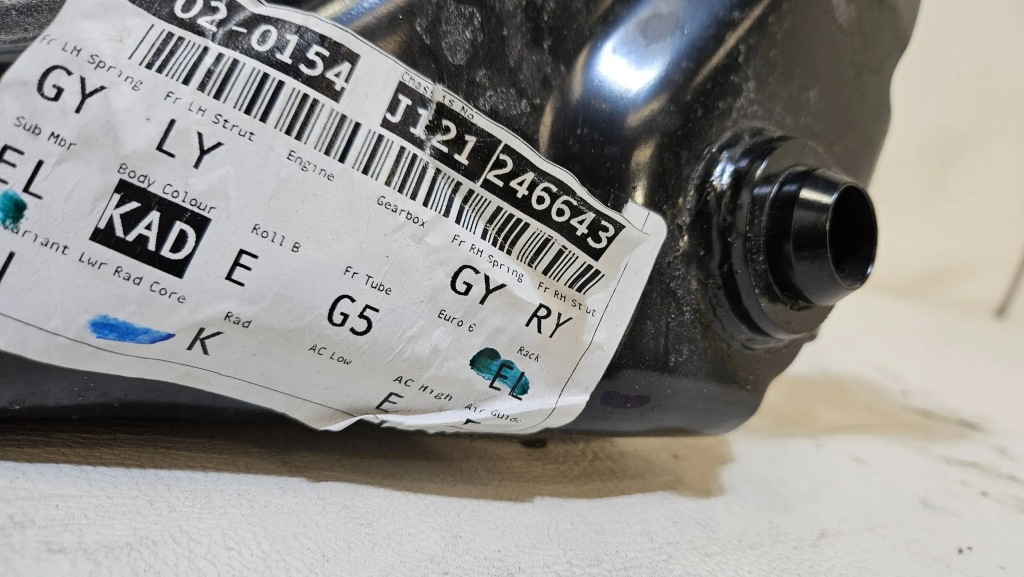 02-0154
Chassis No
J121 246643
Fr LH Spring
GY
Fr LH Strut
LY
Engine
Gearbox
Fr RH Spring
GY
Fr RH Strut
RY
Sub Mbr
EL
Body Colour
KAD
Roll B
E
Fr Tube
G5
Euro 6
Rack
EL
Variant
Lwr Rad Core
Rad
K
AC Low
AC High
E
Air Guide